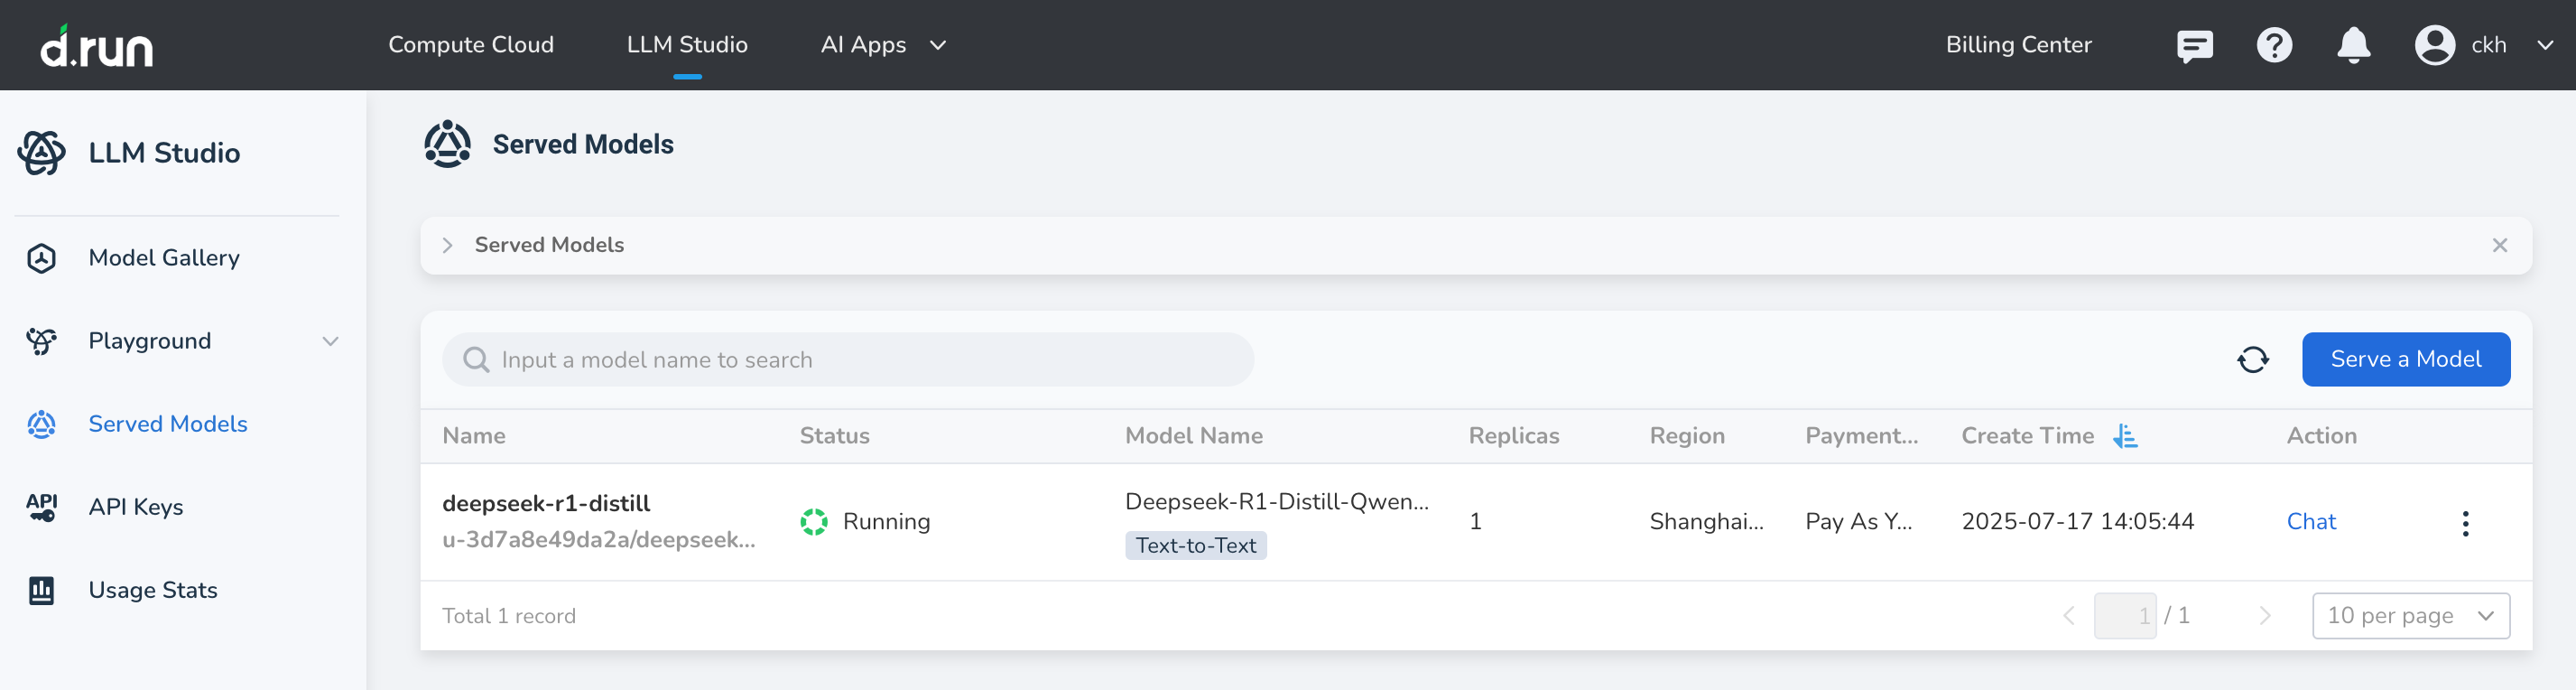 d.run
Compute Cloud
LLM Studio
AI Apps
Billing Center
ckh
LLM Studio
Model Gallery
Playground
Served Models
API
API Keys
Usage Stats
Served Models
Served Models
Input a model name to search
Serve a Model
Name Status Model Name Replicas Region Payment... Create Time Action
deepseek-r1-distill
u-3d7a8e49da2a/deepseek...
Running
Deepseek-R1-Distill-Qwen...
Text-to-Text
1
Shanghai...
Pay As Y...
2025-07-17 14:05:44
Chat
Total 1 record
1 / 1
10 per page